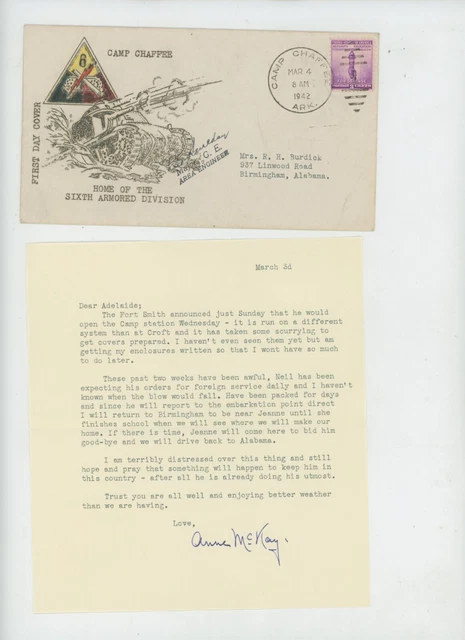 CAMP CHAFFEE
6
FIRST DAY COVER
HOME OF THE
SIXTH ARMORED DIVISION
Major C. E.
AREA ENGINEER
CAMP CHAFFEE
MAR 4
8 AM
1942
ARK.
Mrs. R. H. Burdick
937 Linwood Road
Birmingham, Alabama.
March 3d
Dear Adelaide;
The Fort Smith announced just Sunday that he would
open the Camp station Wednesday - it is run on a different
system than at Croft and it has taken some scurrying to
get covers prepared. I haven't even seen them yet but am
getting my enclosures written so that I wont have so much
to do later.
These past two weeks have been awful, Neil has been
expecting his orders for foreign service daily and I haven't
known when the blow would fall. Have been packed for days
and since he will report to the embarkation point direct
I will return to Birmingham to be near Jeanne until she
finishes school when we will see where we will make our
home. If there is time, Jeanne will come here to bid him
good-bye and we will drive back to Alabama.
I am terribly distressed over this thing and still
hope and pray that something will happen to keep him in
this country - after all he is already doing his utmost.
Trust you are all well and enjoying better weather
than we are having.
Love,
Anne McKay.